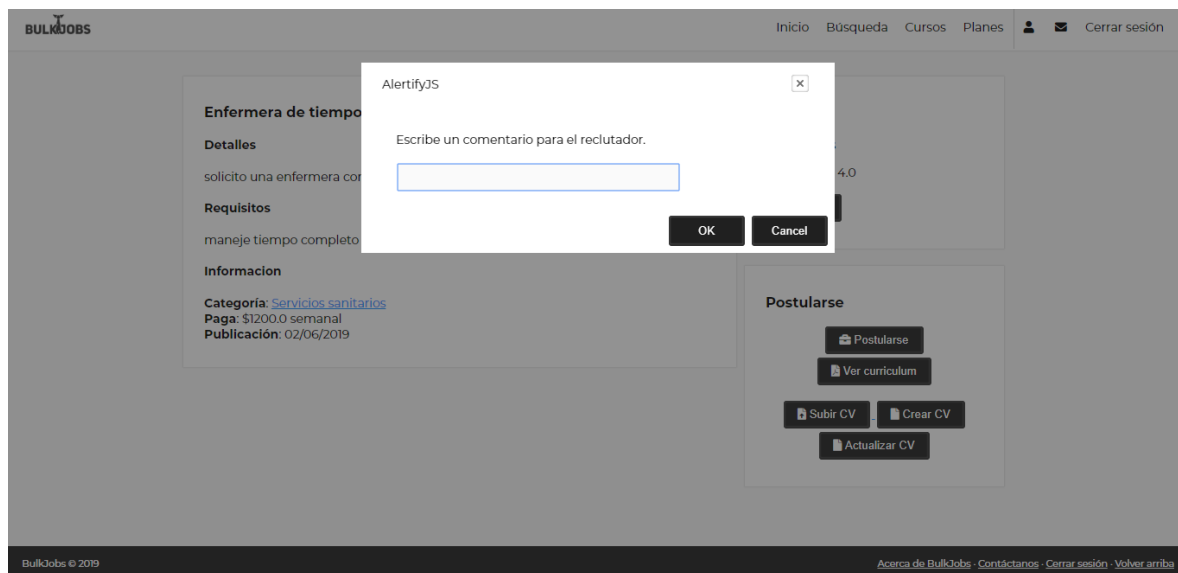 BULKJOBS
Inicio Búsqueda Cursos Planes Cerrar sesión
AlertifyJS
Escribe un comentario para el reclutador.
OK Cancel
Enfermera de tiempo
Detalles
solicito una enfermera con
Requisitos
maneje tiempo completo
Informacion
Categoría: Servicios sanitarios
Paga: $1200.0 semanal
Publicación: 02/06/2019
4.0
Postularse
Postularse
Ver curriculum
Subir CV Crear CV
Actualizar CV
BulkJobs © 2019
Acerca de BulkJobs · Contáctanos · Cerrar sesión · Volver arriba